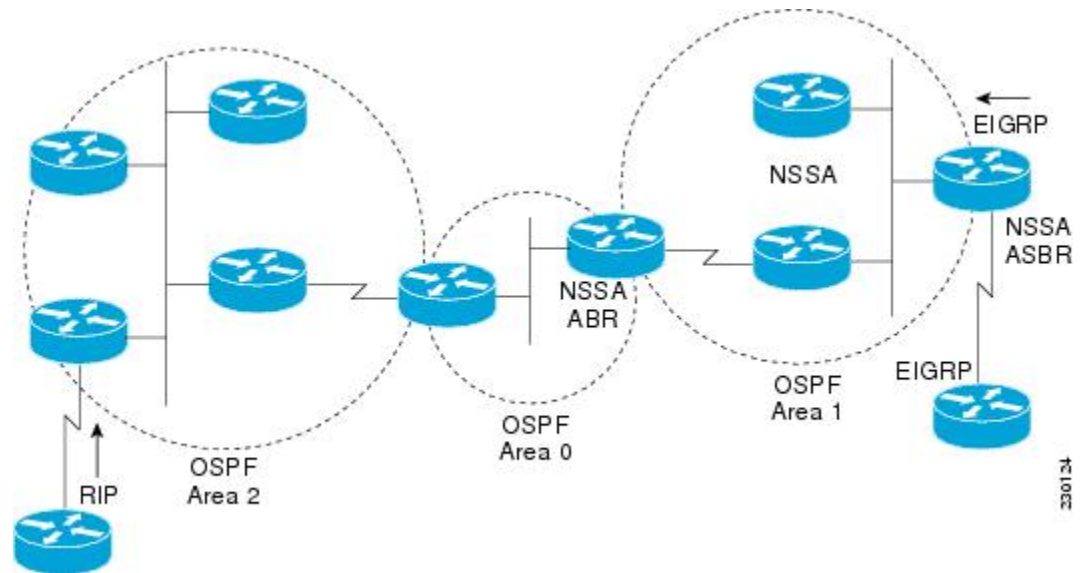 EIGRP
NSSA
NSSA
ASBR
NSSA
ABR
EIGRP
OSPF
Area 1
OSPF
Area 0
OSPF
Area 2
RIP
230124